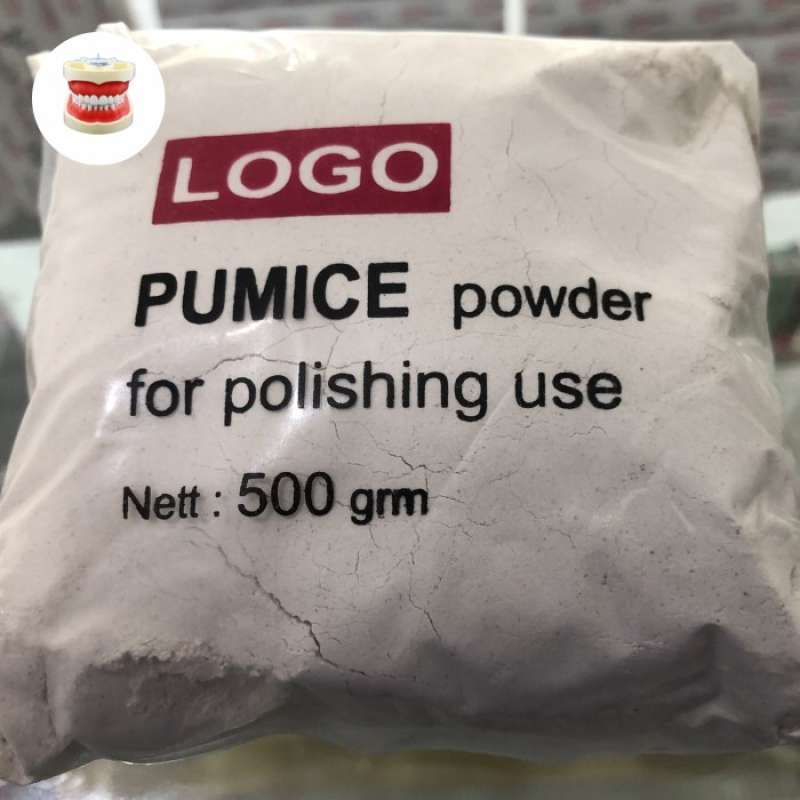 LOGO
PUMICE powder
for polishing use
Nett : 500 grm